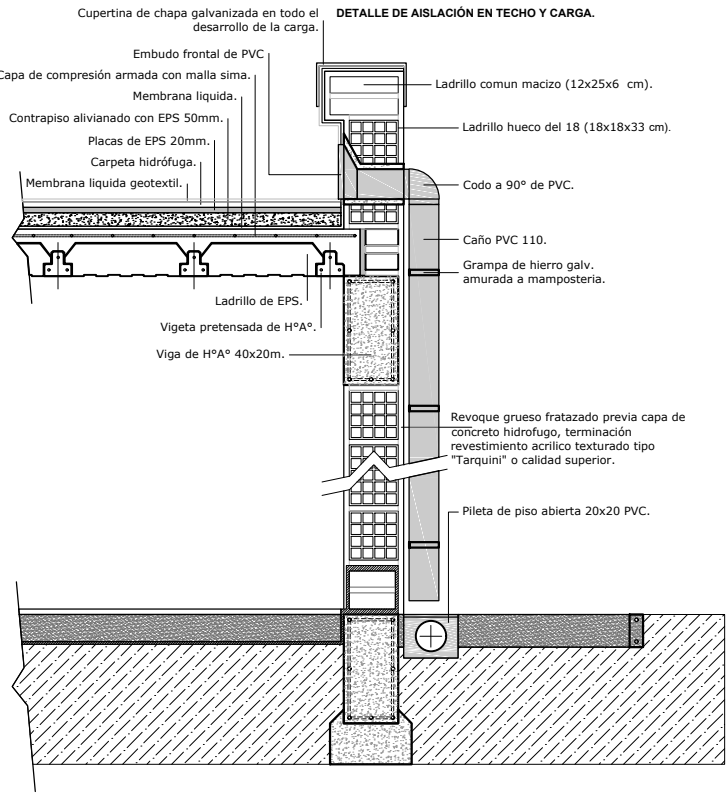 Cupertina de chapa galvanizada en todo el
desarrollo de la carga.
DETALLE DE AISLACIÓN EN TECHO Y CARGA.
Embudo frontal de PVC
Capa de compresión armada con malla sima.
Membrana liquida.
Contrapiso alivianado con EPS 50mm.
Placas de EPS 20mm.
Carpeta hidrófuga.
Membrana liquida geotextil.
Ladrillo comun macizo (12x25x6 cm).
Ladrillo hueco del 18 (18x18x33 cm).
Codo a 90° de PVC.
Caño PVC 110.
Grampa de hierro galv.
amurada a mamposteria.
Ladrillo de EPS.
Vigeta pretensada de H°A°.
Viga de H°A° 40x20m.
Revoque grueso fratazado previa capa de
concreto hidrofugo, terminación
revestimiento acrilico texturado tipo
"Tarquini" o calidad superior.
Pileta de piso abierta 20x20 PVC.